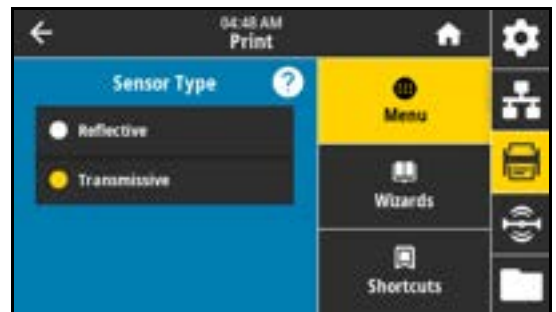 04:48 AM
Print
Sensor Type
?
Reflective
Transmissive
Menu
Wizards
Shortcuts